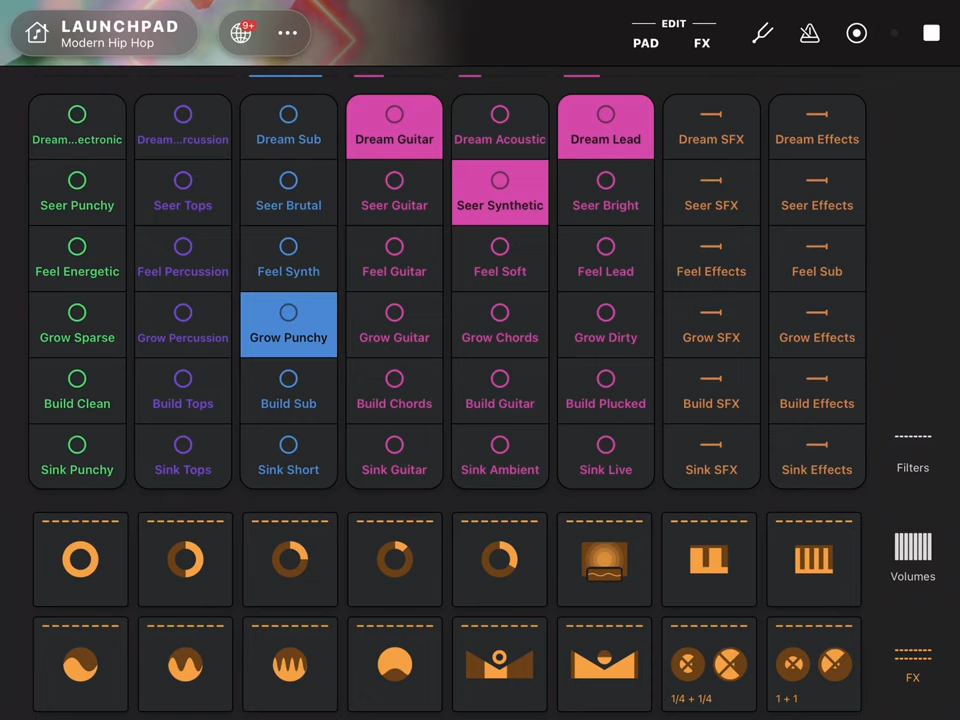 LAUNCHPAD
Modern Hip Hop
9+
EDIT
PAD FX
Dream...ectronic Dream...rcussion Dream Sub Dream Guitar Dream Acoustic Dream Lead Dream SFX Dream Effects
Seer Punchy Seer Tops Seer Brutal Seer Guitar Seer Synthetic Seer Bright Seer SFX Seer Effects
Feel Energetic Feel Percussion Feel Synth Feel Guitar Feel Soft Feel Lead Feel Effects Feel Sub
Grow Sparse Grow Percussion Grow Punchy Grow Guitar Grow Chords Grow Dirty Grow SFX Grow Effects
Build Clean Build Tops Build Sub Build Chords Build Guitar Build Plucked Build SFX Build Effects
Sink Punchy Sink Tops Sink Short Sink Guitar Sink Ambient Sink Live Sink SFX Sink Effects
Filters
Volumes
FX
1/4 + 1/4 1 + 1